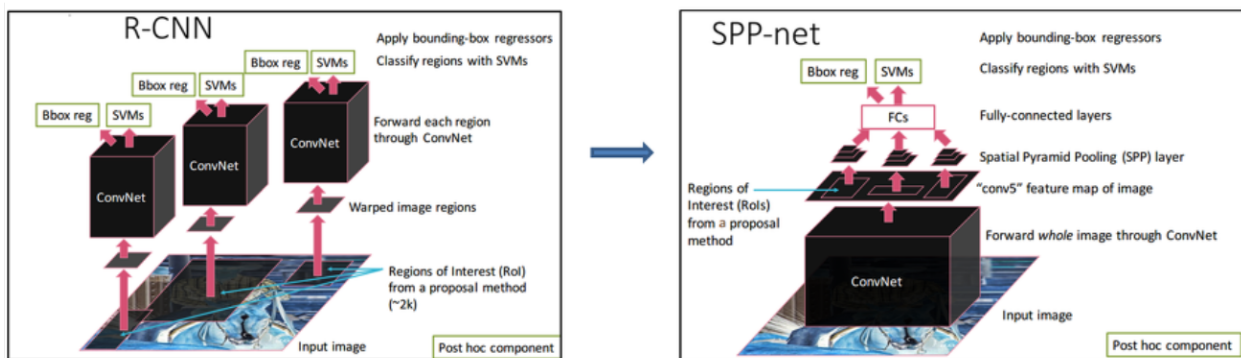 R-CNN
Apply bounding-box regressors
Bbox reg
SVMs
Classify regions with SVMs
Bbox reg
SVMs
Bbox reg
SVMs
Forward each region
through ConvNet
ConvNet
ConvNet
ConvNet
Warped image regions
Regions of Interest (RoI)
from a proposal method
(~2k)
Input image
Post hoc component
SPP-net
Apply bounding-box regressors
Bbox reg
SVMs
Classify regions with SVMs
FCs
Fully-connected layers
Spatial Pyramid Pooling (SPP) layer
Regions of
Interest (RoIs)
from a proposal
method
“conv5” feature map of image
Forward whole image through ConvNet
ConvNet
Input image
Post hoc component